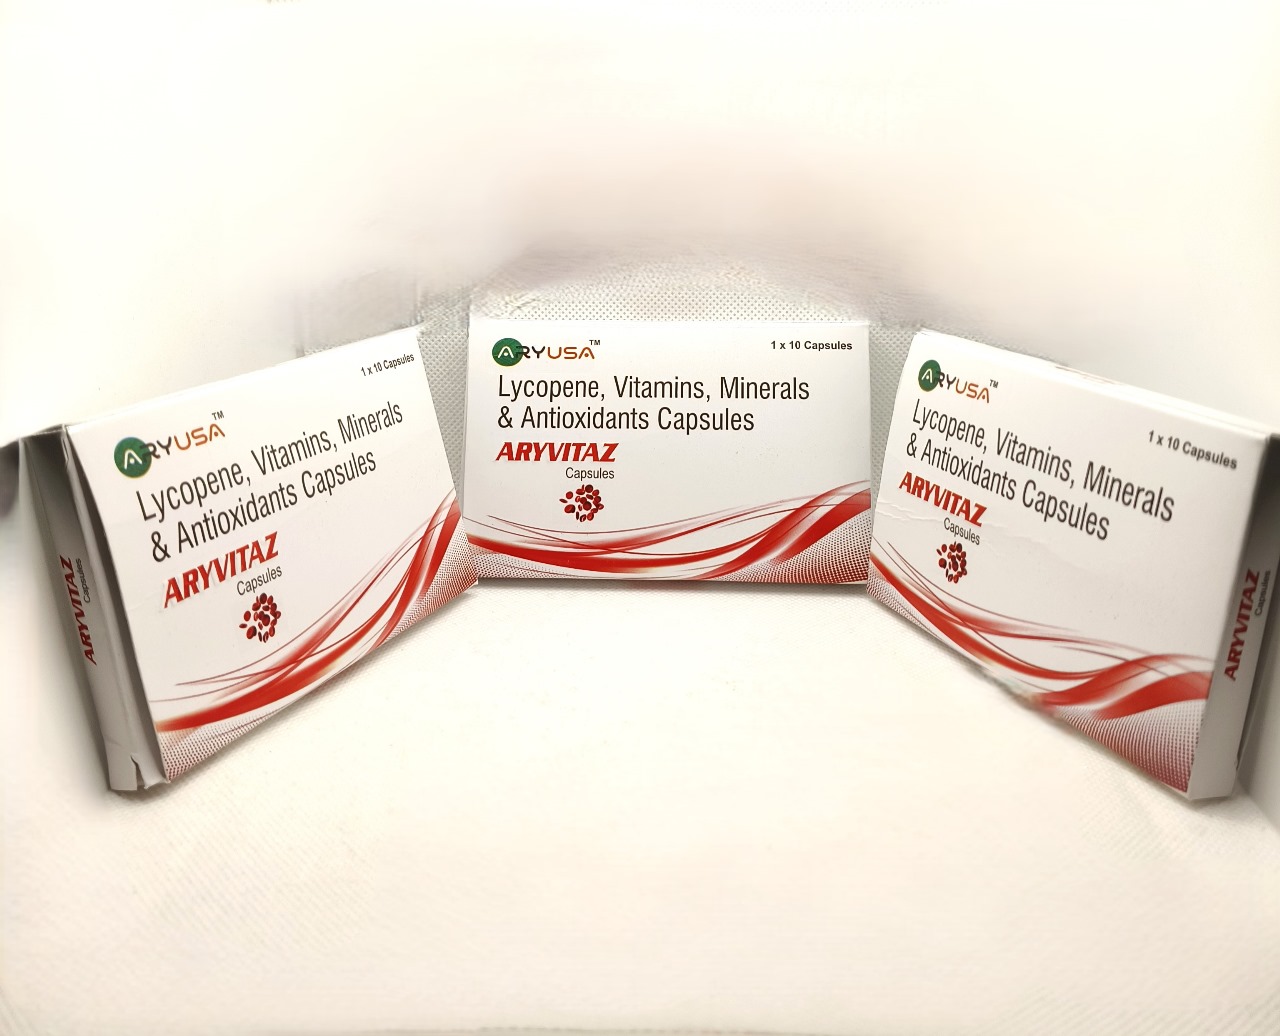 ARYUSA™
1 x 10 Capsules
Lycopene, Vitamins, Minerals
& Antioxidants Capsules
ARYVITAZ
Capsules
ARYVITAZ
Capsules
ARYUSA™
1 x 10 Capsules
Lycopene, Vitamins, Minerals
& Antioxidants Capsules
ARYVITAZ
Capsules
ARYUSA™
1 x 10 Capsules
Lycopene, Vitamins, Minerals
& Antioxidants Capsules
ARYVITAZ
Capsules
ARYVITAZ
Capsules